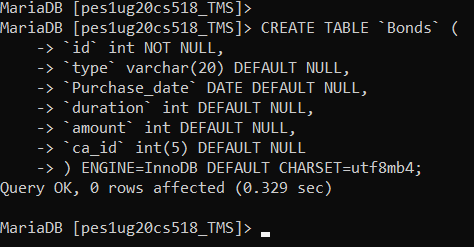 MariaDB [pes1ug20cs518_TMS]>
MariaDB [pes1ug20cs518_TMS]> CREATE TABLE `Bonds` (
    -> `id` int NOT NULL,
    -> `type` varchar(20) DEFAULT NULL,
    -> `Purchase_date` DATE DEFAULT NULL,
    -> `duration` int DEFAULT NULL,
    -> `amount` int DEFAULT NULL,
    -> `ca_id` int(5) DEFAULT NULL
    -> ) ENGINE=InnoDB DEFAULT CHARSET=utf8mb4;
Query OK, 0 rows affected (0.329 sec)
MariaDB [pes1ug20cs518_TMS]>